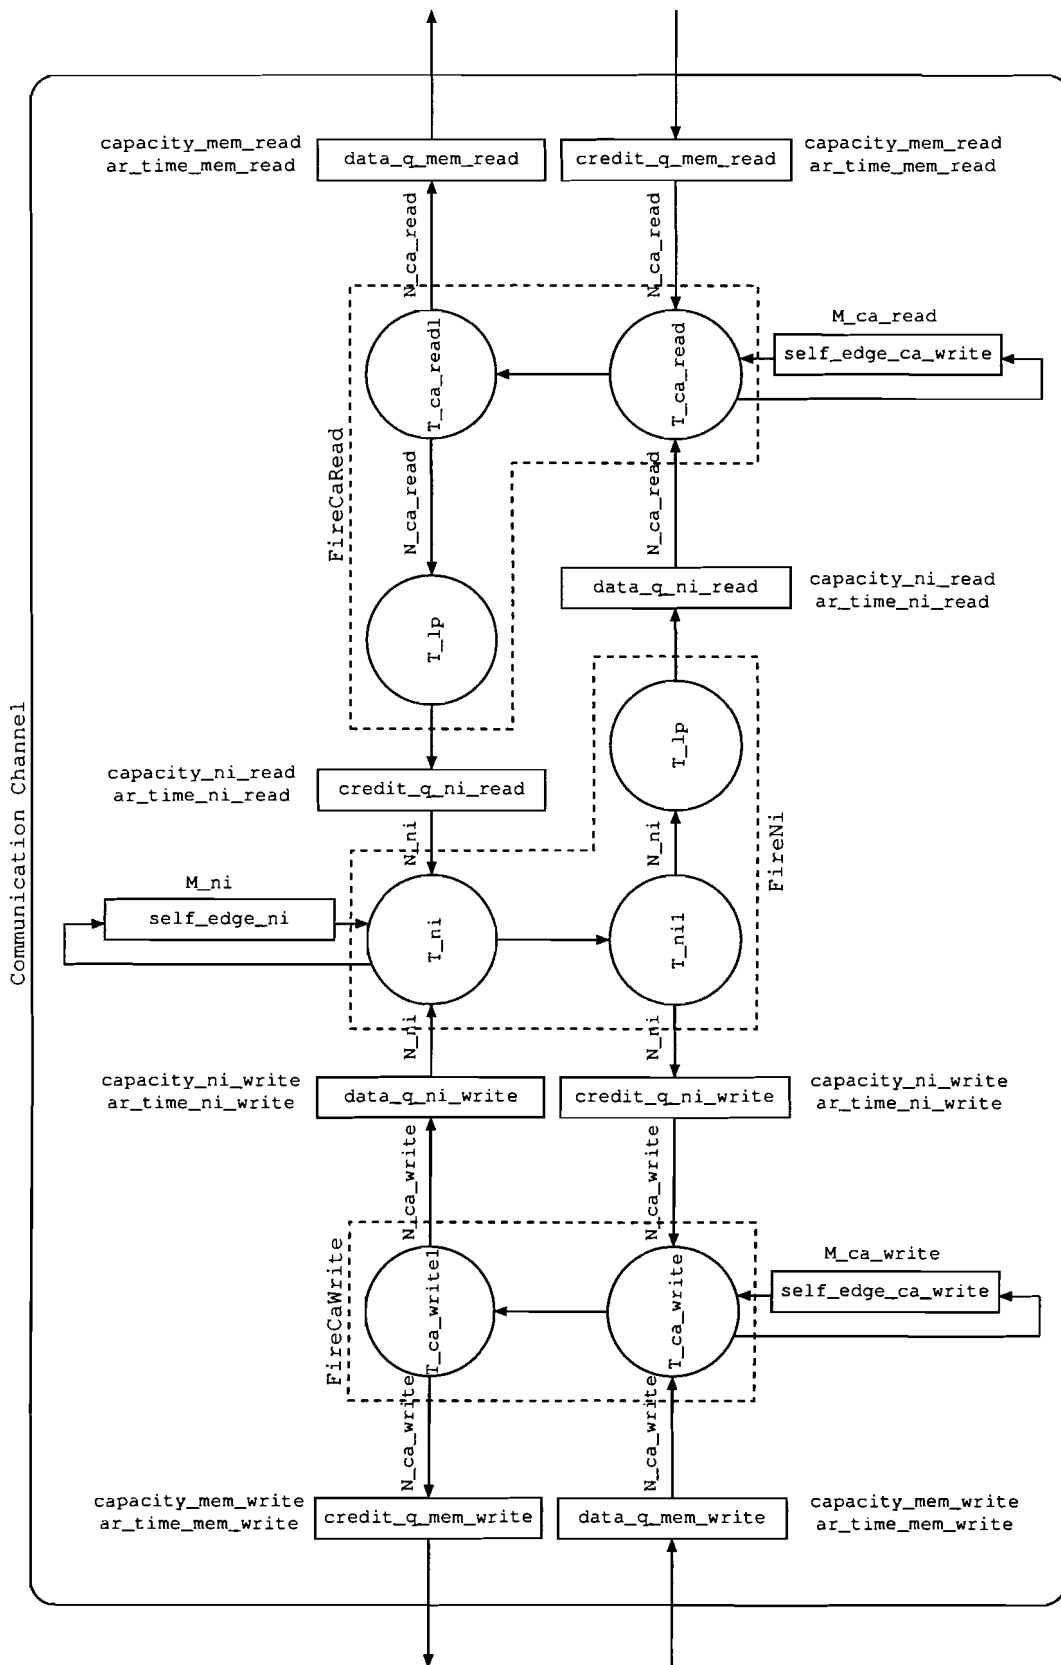 capacity_mem_read
ar_time_mem_read
data_q_mem_read
credit_q_mem_read
capacity_mem_read
ar_time_mem_read
N_ca_read
N_ca_read
T_ca_read1
T_ca_read
M_ca_read
self_edge_ca_write
FireCaRead
N_ca_read
N_ca_read
data_q_ni_read
capacity_ni_read
ar_time_ni_read
T_lp
T_lp
Communication Channel
capacity_ni_read
ar_time_ni_read
credit_q_ni_read
N_ni
N_ni
FireNi
M_ni
self_edge_ni
T_ni
T_ni1
N_ni
N_ni
capacity_ni_write
ar_time_ni_write
data_q_ni_write
credit_q_ni_write
capacity_ni_write
ar_time_ni_write
N_ca_write
N_ca_write
FireCaWrite
T_ca_write1
T_ca_write
M_ca_write
self_edge_ca_write
N_ca_write
N_ca_write
capacity_mem_write
ar_time_mem_write
credit_q_mem_write
data_q_mem_write
capacity_mem_write
ar_time_mem_write